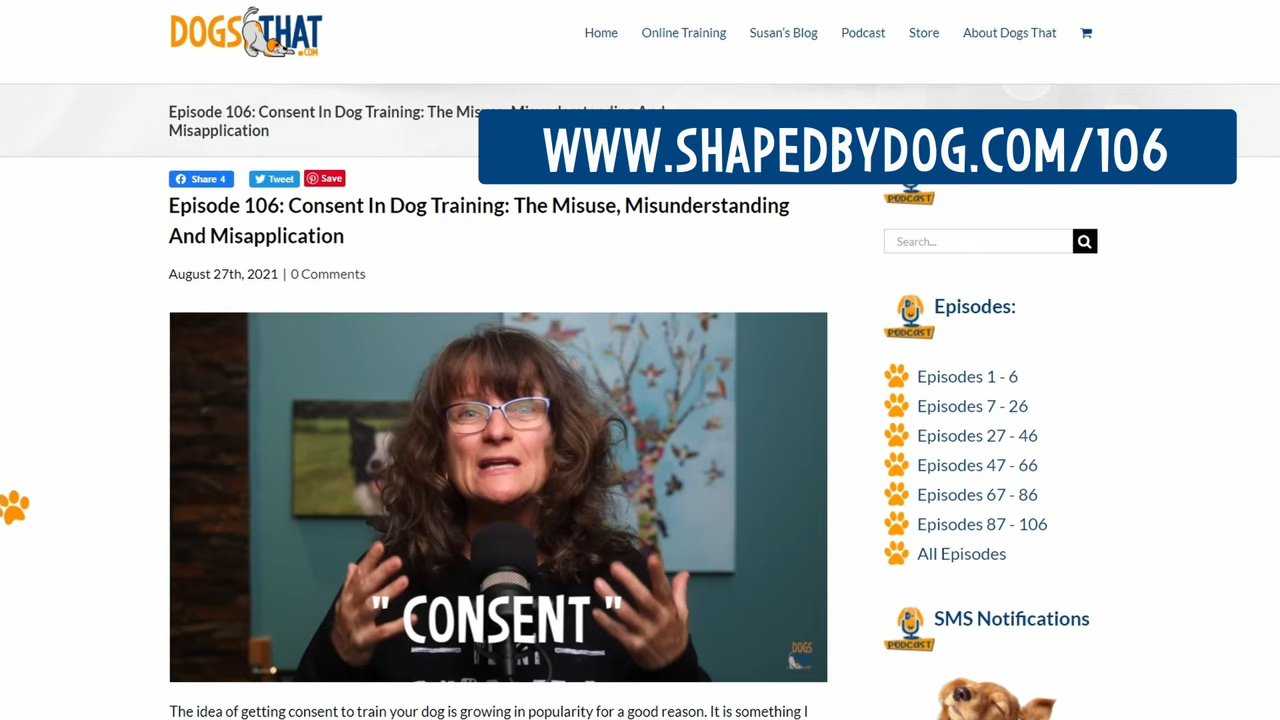 DOGS THAT
.COM
Home Online Training Susan's Blog Podcast Store About Dogs That
Episode 106: Consent In Dog Training: The
Misapplication
WWW.SHAPEDBYDOG.COM/106
Share 4 Tweet Save
PODCAST
Episode 106: Consent In Dog Training: The Misuse, Misunderstanding
And Misapplication
Search...
August 27th, 2021 | 0 Comments
Episodes:
PODCAST
Episodes 1 - 6
Episodes 7 - 26
Episodes 27 - 46
Episodes 47 - 66
Episodes 67 - 86
Episodes 87 - 106
All Episodes
" CONSENT "
DOGS
SMS Notifications
PODCAST
The idea of getting consent to train your dog is growing in popularity for a good reason. It is something I